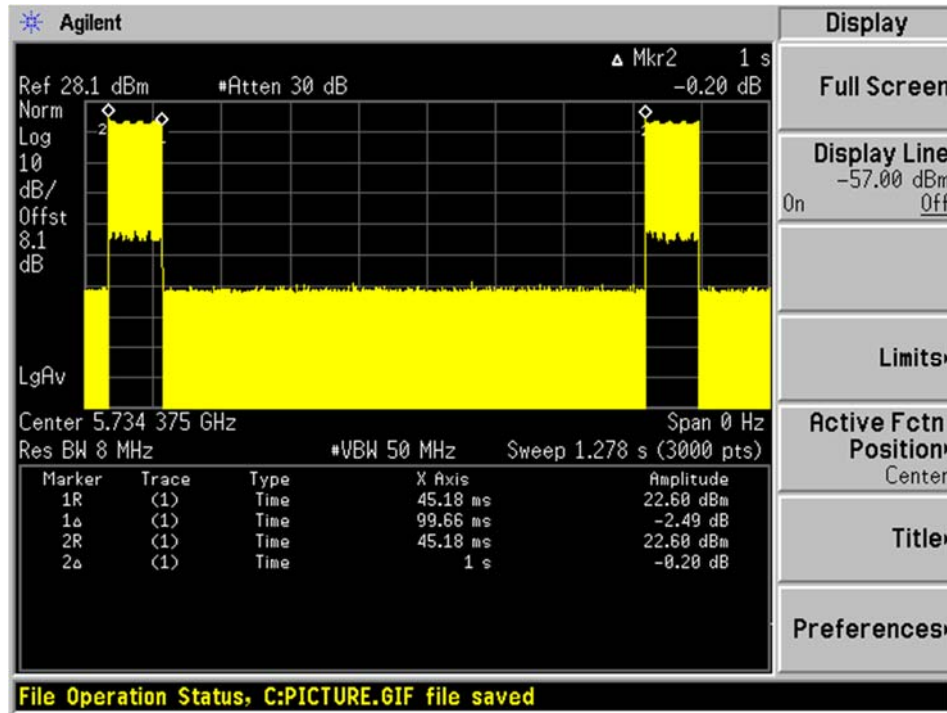 Agilent
Display
Δ Mkr2 1 s
Ref 28.1 dBm #Atten 30 dB -0.20 dB
Norm
Log
10
dB/
Offst
8.1
dB
LgAv
2
Center 5.734 375 GHz Span 0 Hz
Res BW 8 MHz #VBW 50 MHz Sweep 1.278 s (3000 pts)
Marker Trace Type X Axis Amplitude
1R (1) Time 45.18 ms 22.60 dBm
1Δ (1) Time 99.66 ms -2.49 dB
2R (1) Time 45.18 ms 22.60 dBm
2Δ (1) Time 1 s -0.20 dB
Full Screen
Display Line
-57.00 dBm
On Off
Limits
Active Fctn
Position
Center
Title
Preferences
File Operation Status, C:PICTURE.GIF file saved